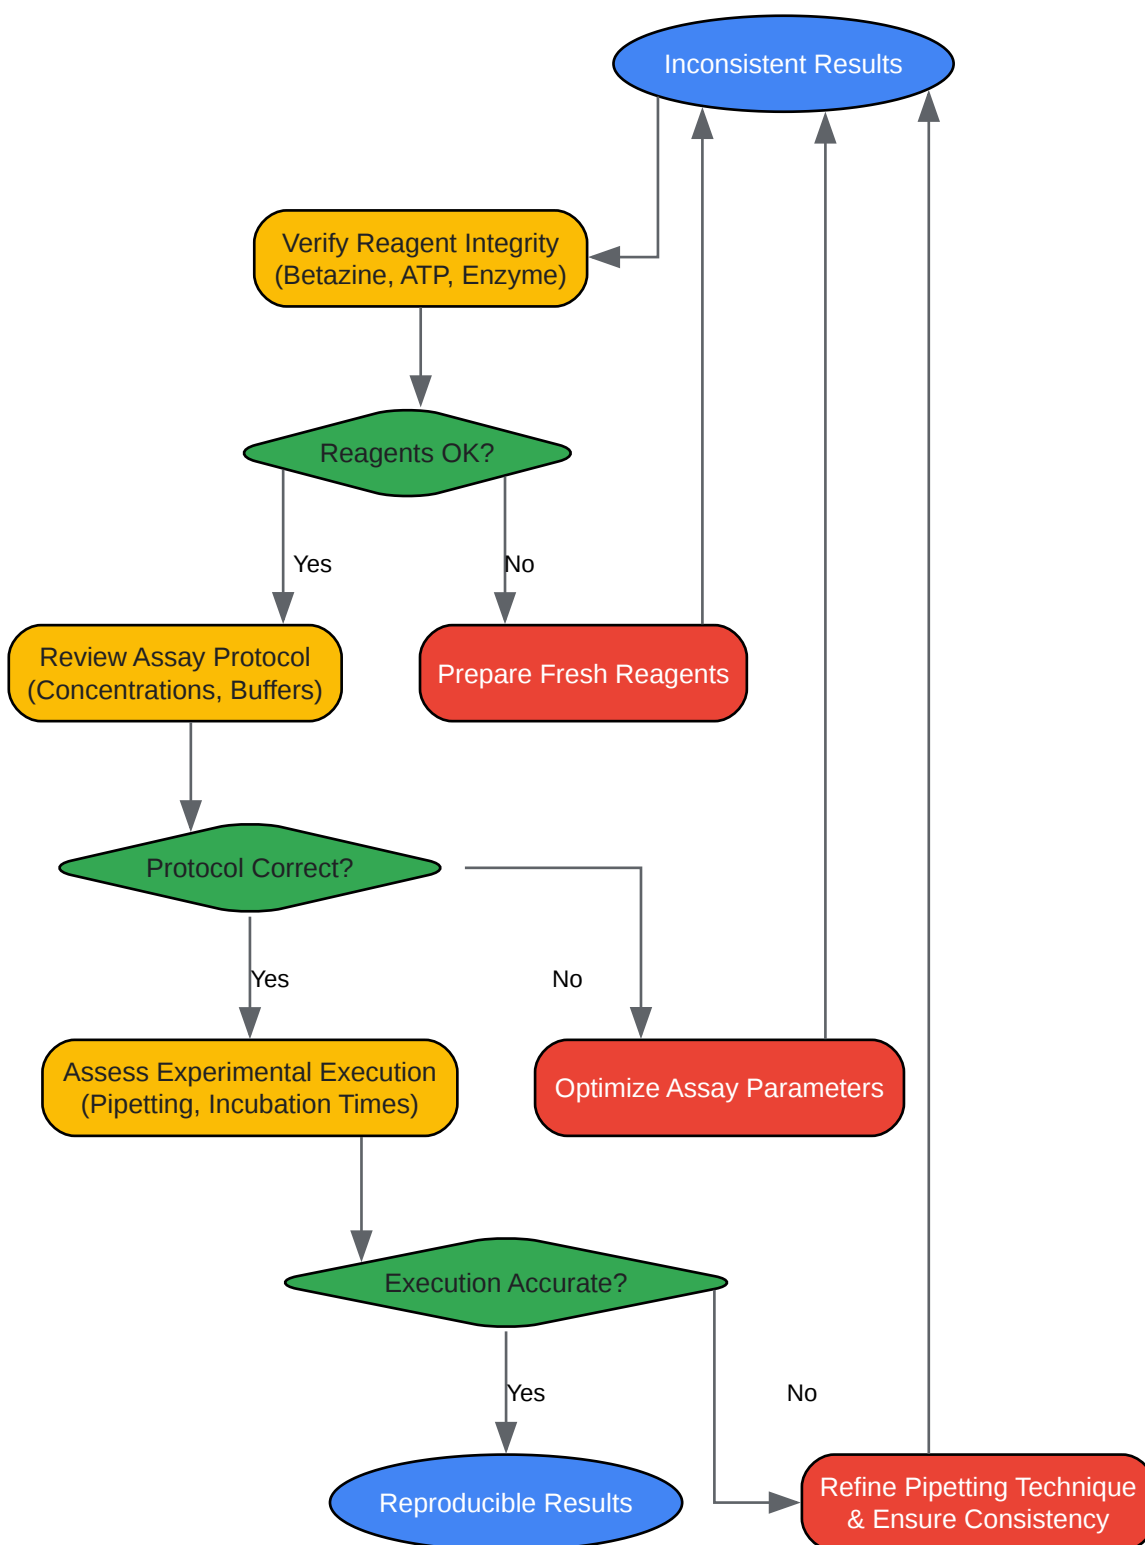 Inconsistent Results
Verify Reagent Integrity
(Betazine, ATP, Enzyme)
Reagents OK?
Yes
No
Review Assay Protocol
(Concentrations, Buffers)
Prepare Fresh Reagents
Protocol Correct?
Yes
No
Assess Experimental Execution
(Pipetting, Incubation Times)
Optimize Assay Parameters
Execution Accurate?
Yes
No
Reproducible Results
Refine Pipetting Technique
& Ensure Consistency